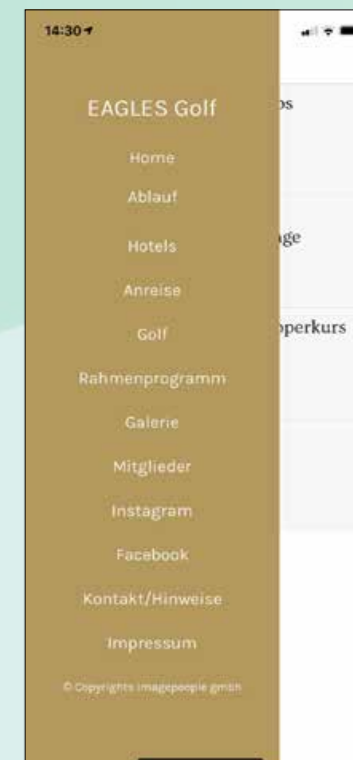 14:30
EAGLES Golf
Home
Ablauf
Hotels
Anreise
Golf
Rahmenprogramm
Galerie
Mitglieder
Instagram
Facebook
Kontakt/Hinweise
Impressum
© Copyrights imagepeople gmbh